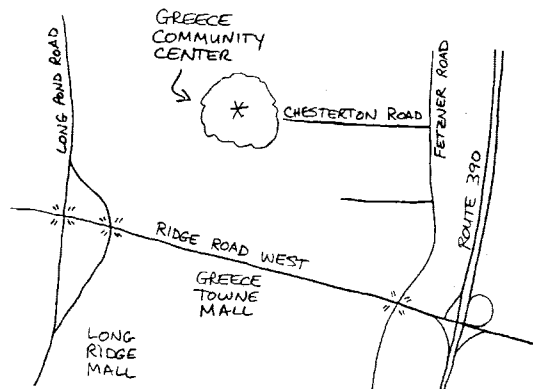 GREECE
COMMUNITY
CENTER
LONG POND ROAD
CHESTERTON ROAD
FETZNER ROAD
ROUTE 390
RIDGE ROAD WEST
GREECE
TOWNE
MALL
LONG
RIDGE
MALL